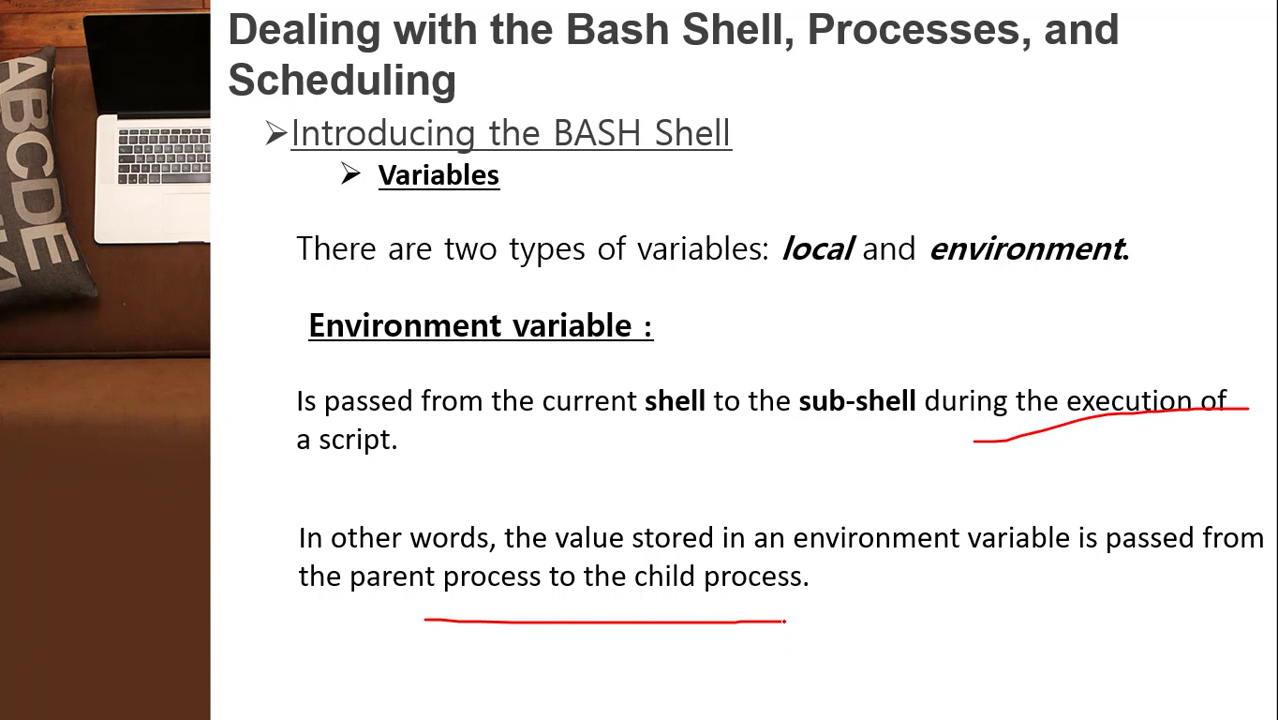 Dealing with the Bash Shell, Processes, and
Scheduling
Introducing the BASH Shell
Variables
There are two types of variables: local and environment.
Environment variable :
Is passed from the current shell to the sub-shell during the execution of
a script.
In other words, the value stored in an environment variable is passed from
the parent process to the child process.
ABCDE